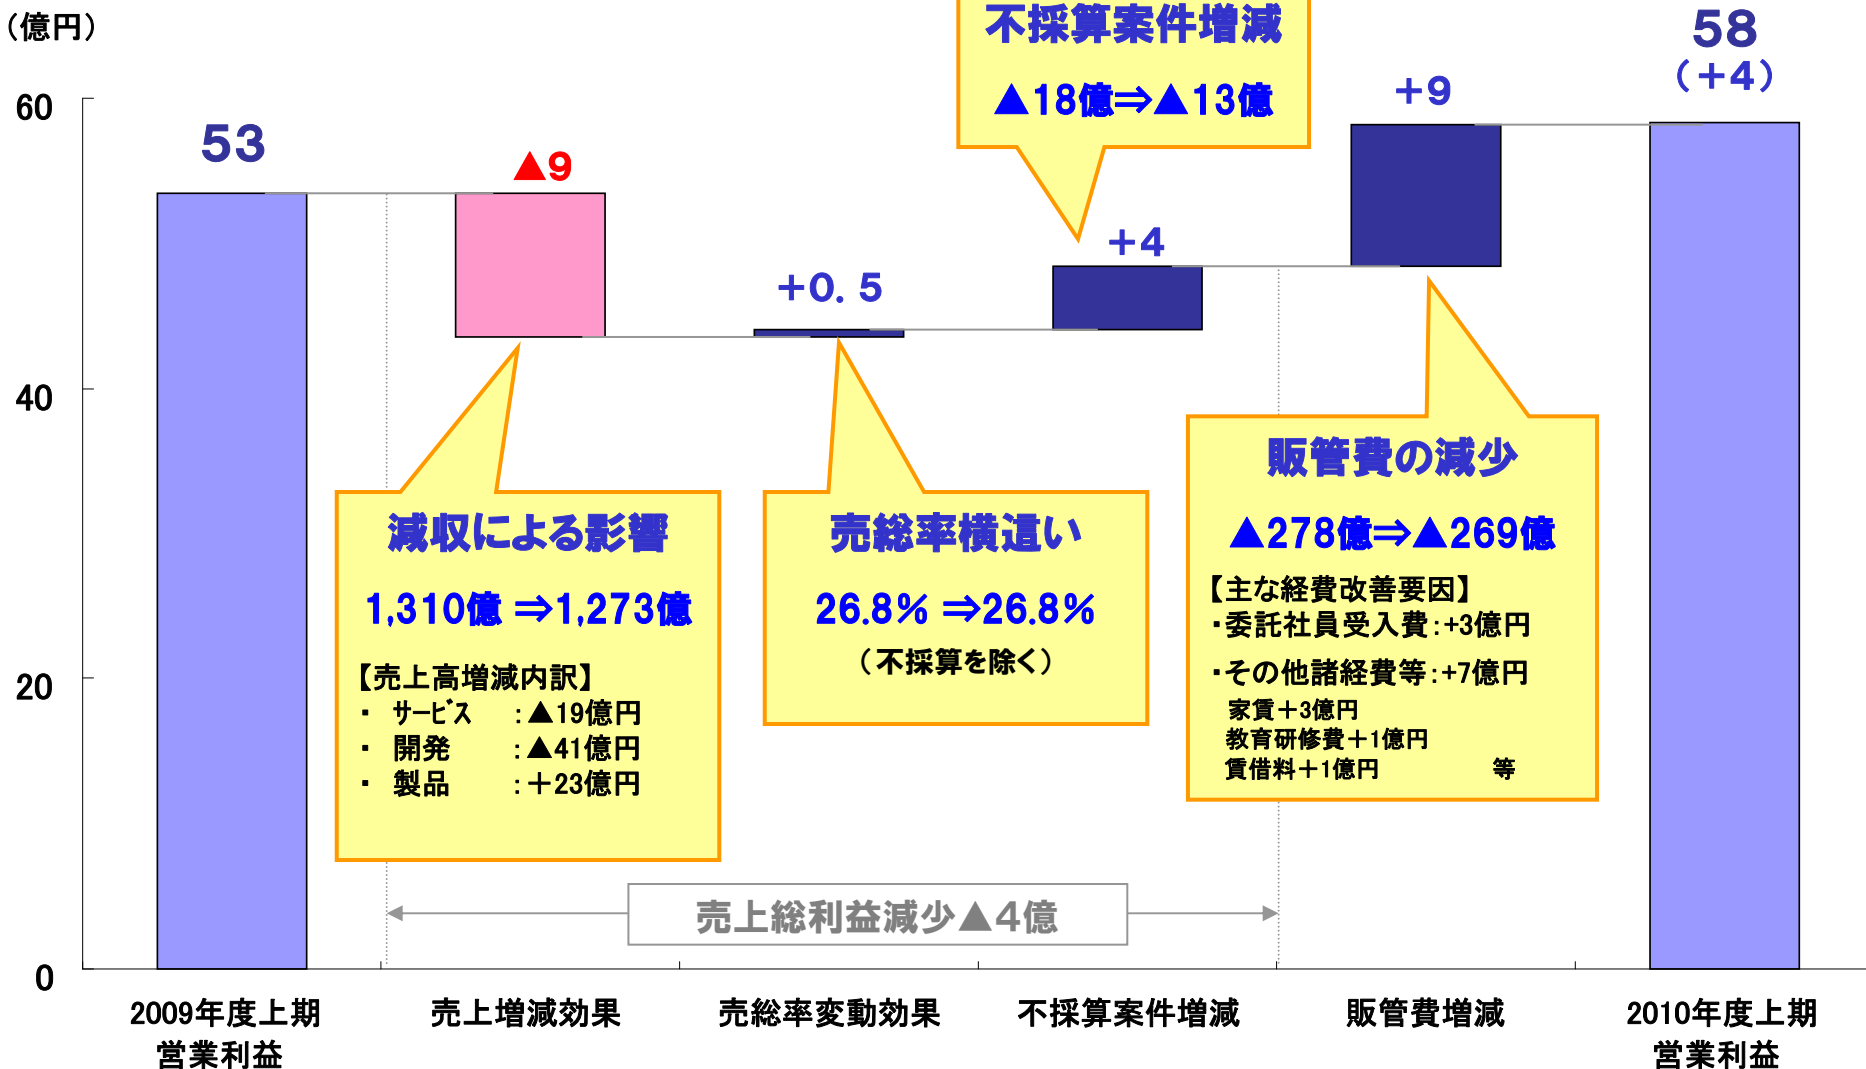 (億円)
60
40
20
0
53
▲9
+0.5
+4
+9
58
(+4)
不採算案件増減
▲18億⇒▲13億
減収による影響
1,310億 ⇒1,273億
【売上高増減内訳】
・ サービス :▲19億円
・ 開発 :▲41億円
・ 製品 :+23億円
売総率横這い
26.8% ⇒26.8%
(不採算を除く)
販管費の減少
▲278億⇒▲269億
【主な経費改善要因】
・委託社員受入費:+3億円
・その他諸経費等:+7億円
家賃+3億円
教育研修費+1億円
賃借料+1億円 等
売上総利益減少▲4億
2009年度上期
営業利益
売上増減効果
売総率変動効果
不採算案件増減
販管費増減
2010年度上期
営業利益